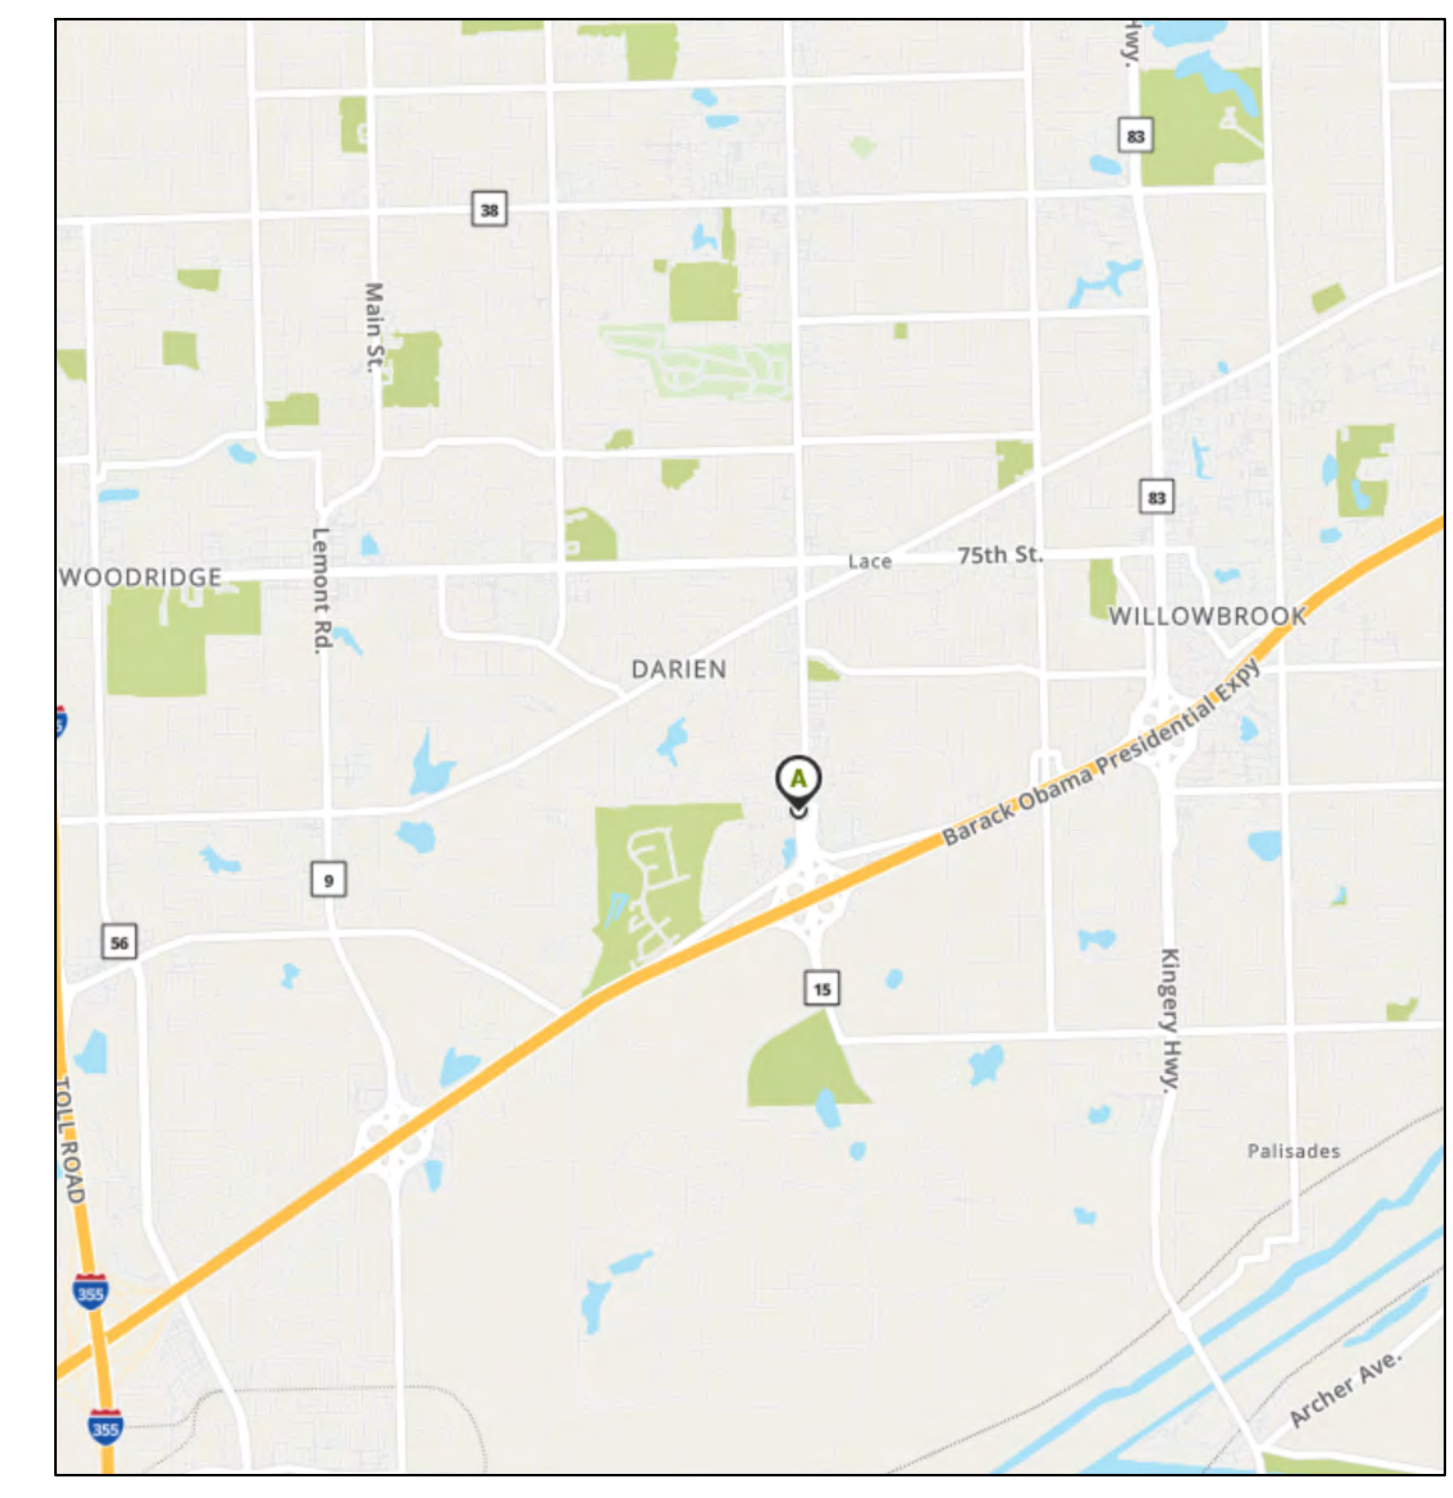 Hwy.
83
38
Main St.
83
Lace
75th St.
WOODRIDGE
Lemont Rd.
WILLOWBROOK
DARIEN
Barack Obama Presidential Expy
A
9
56
15
Kingery Hwy.
TOLL ROAD
Palisades
355
Archer Ave.
355